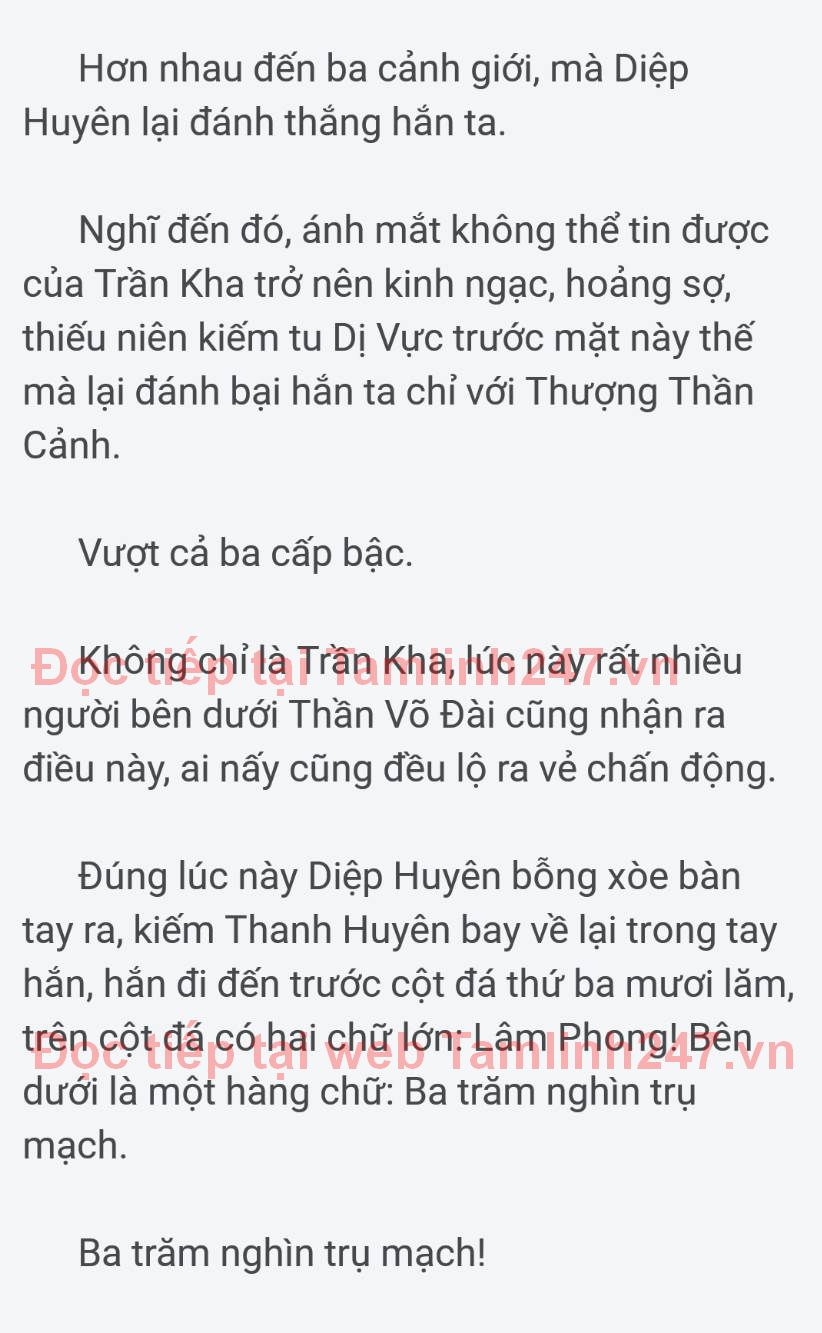 Hơn nhau đến ba cảnh giới, mà Diệp
Huyên lại đánh thắng hắn ta.
Nghĩ đến đó, ánh mắt không thể tin được
của Trần Kha trở nên kinh ngạc, hoảng sợ,
thiếu niên kiếm tu Dị Vực trước mặt này thế
mà lại đánh bại hắn ta chỉ với Thượng Thần
Cảnh.
Vượt cả ba cấp bậc.
Không chỉ là Trần Kha, lúc này rất nhiều
Đọc tiếp tại Tamlinh247.vn
người bên dưới Thần Võ Đài cũng nhận ra
điều này, ai nấy cũng đều lộ ra vẻ chấn động.
Đúng lúc này Diệp Huyên bỗng xòe bàn
tay ra, kiếm Thanh Huyên bay về lại trong tay
hắn, hắn đi đến trước cột đá thứ ba mươi lăm,
trên cột đá có hai chữ lớn: Lâm Phong! Bên
Đọc tiếp tại web Tamlinh247.vn
dưới là một hàng chữ: Ba trăm nghìn trụ
mạch.
Ba trăm nghìn trụ mạch!